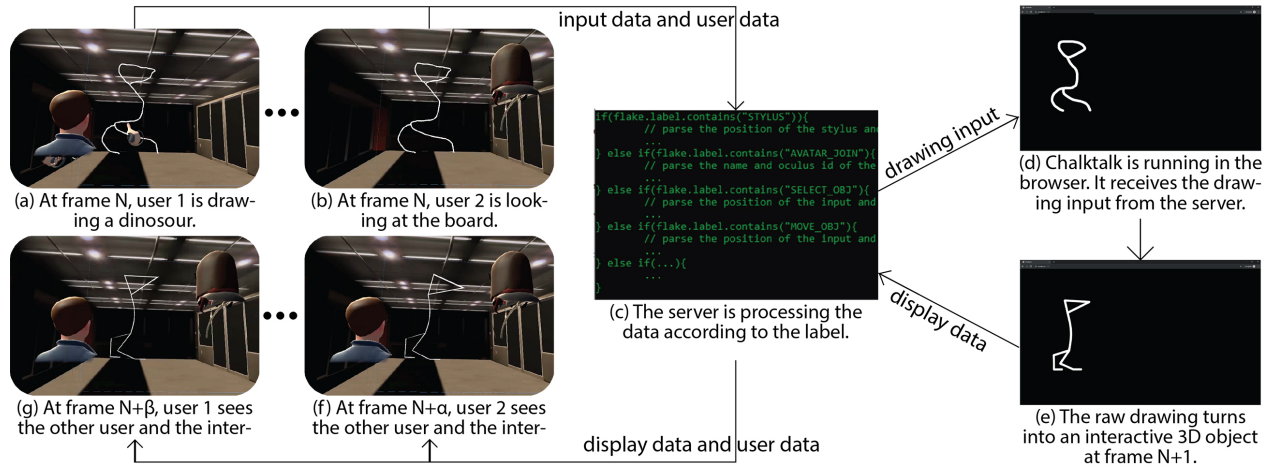 input data and user data
(a) At frame N, user 1 is draw-
ing a dinosour.
(b) At frame N, user 2 is look-
ing at the board.
if(flake.label.contains("STYLUS")){
// parse the position of the stylus and
...
} else if(flake.label.contains("AVATAR_JOIN"){
// parse the name and oculus id of the
...
} else if(flake.label.contains("SELECT_OBJ"){
// parse the position of the input and
...
} else if(flake.label.contains("MOVE_OBJ"){
// parse the position of the input and
...
} else if(...){
...
}
(c) The server is processing the
data according to the label.
drawing input
(d) Chalktalk is running in the
browser. It receives the draw-
ing input from the server.
display data
(e) The raw drawing turns
into an interactive 3D object
at frame N+1.
(g) At frame N+β, user 1 sees
the other user and the inter-
(f) At frame N+α, user 2 sees
the other user and the inter-
display data and user data